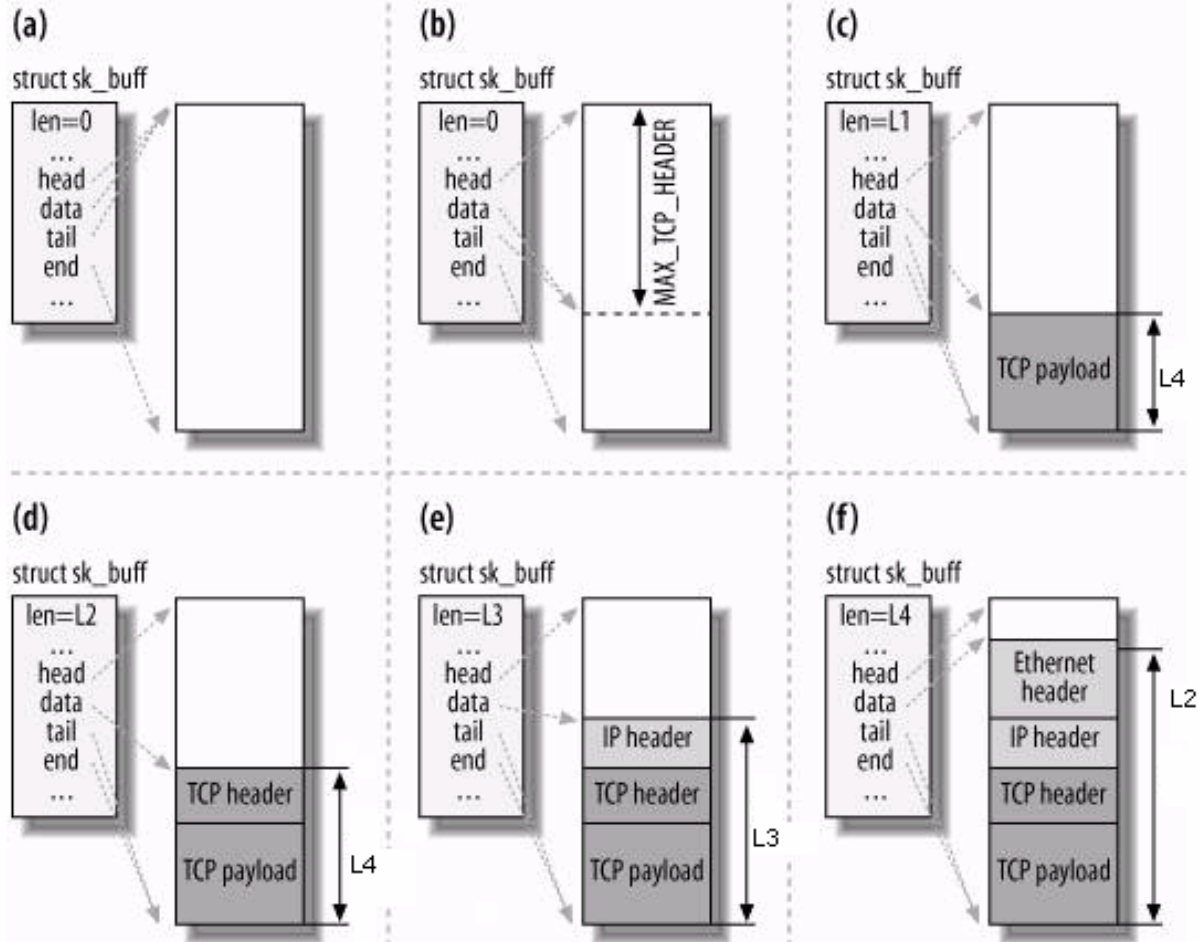 (a)
struct sk_buff
len=0
...
head
data
tail
end
...
(b)
struct sk_buff
len=0
...
head
data
tail
end
...
MAX_TCP_HEADER
(c)
struct sk_buff
len=L1
...
head
data
tail
end
...
TCP payload
L4
(d)
struct sk_buff
len=L2
...
head
data
tail
end
...
TCP header
TCP payload
L4
(e)
struct sk_buff
len=L3
...
head
data
tail
end
...
IP header
TCP header
TCP payload
L3
(f)
struct sk_buff
len=L4
...
head
data
tail
end
...
Ethernet
header
IP header
TCP header
TCP payload
L2